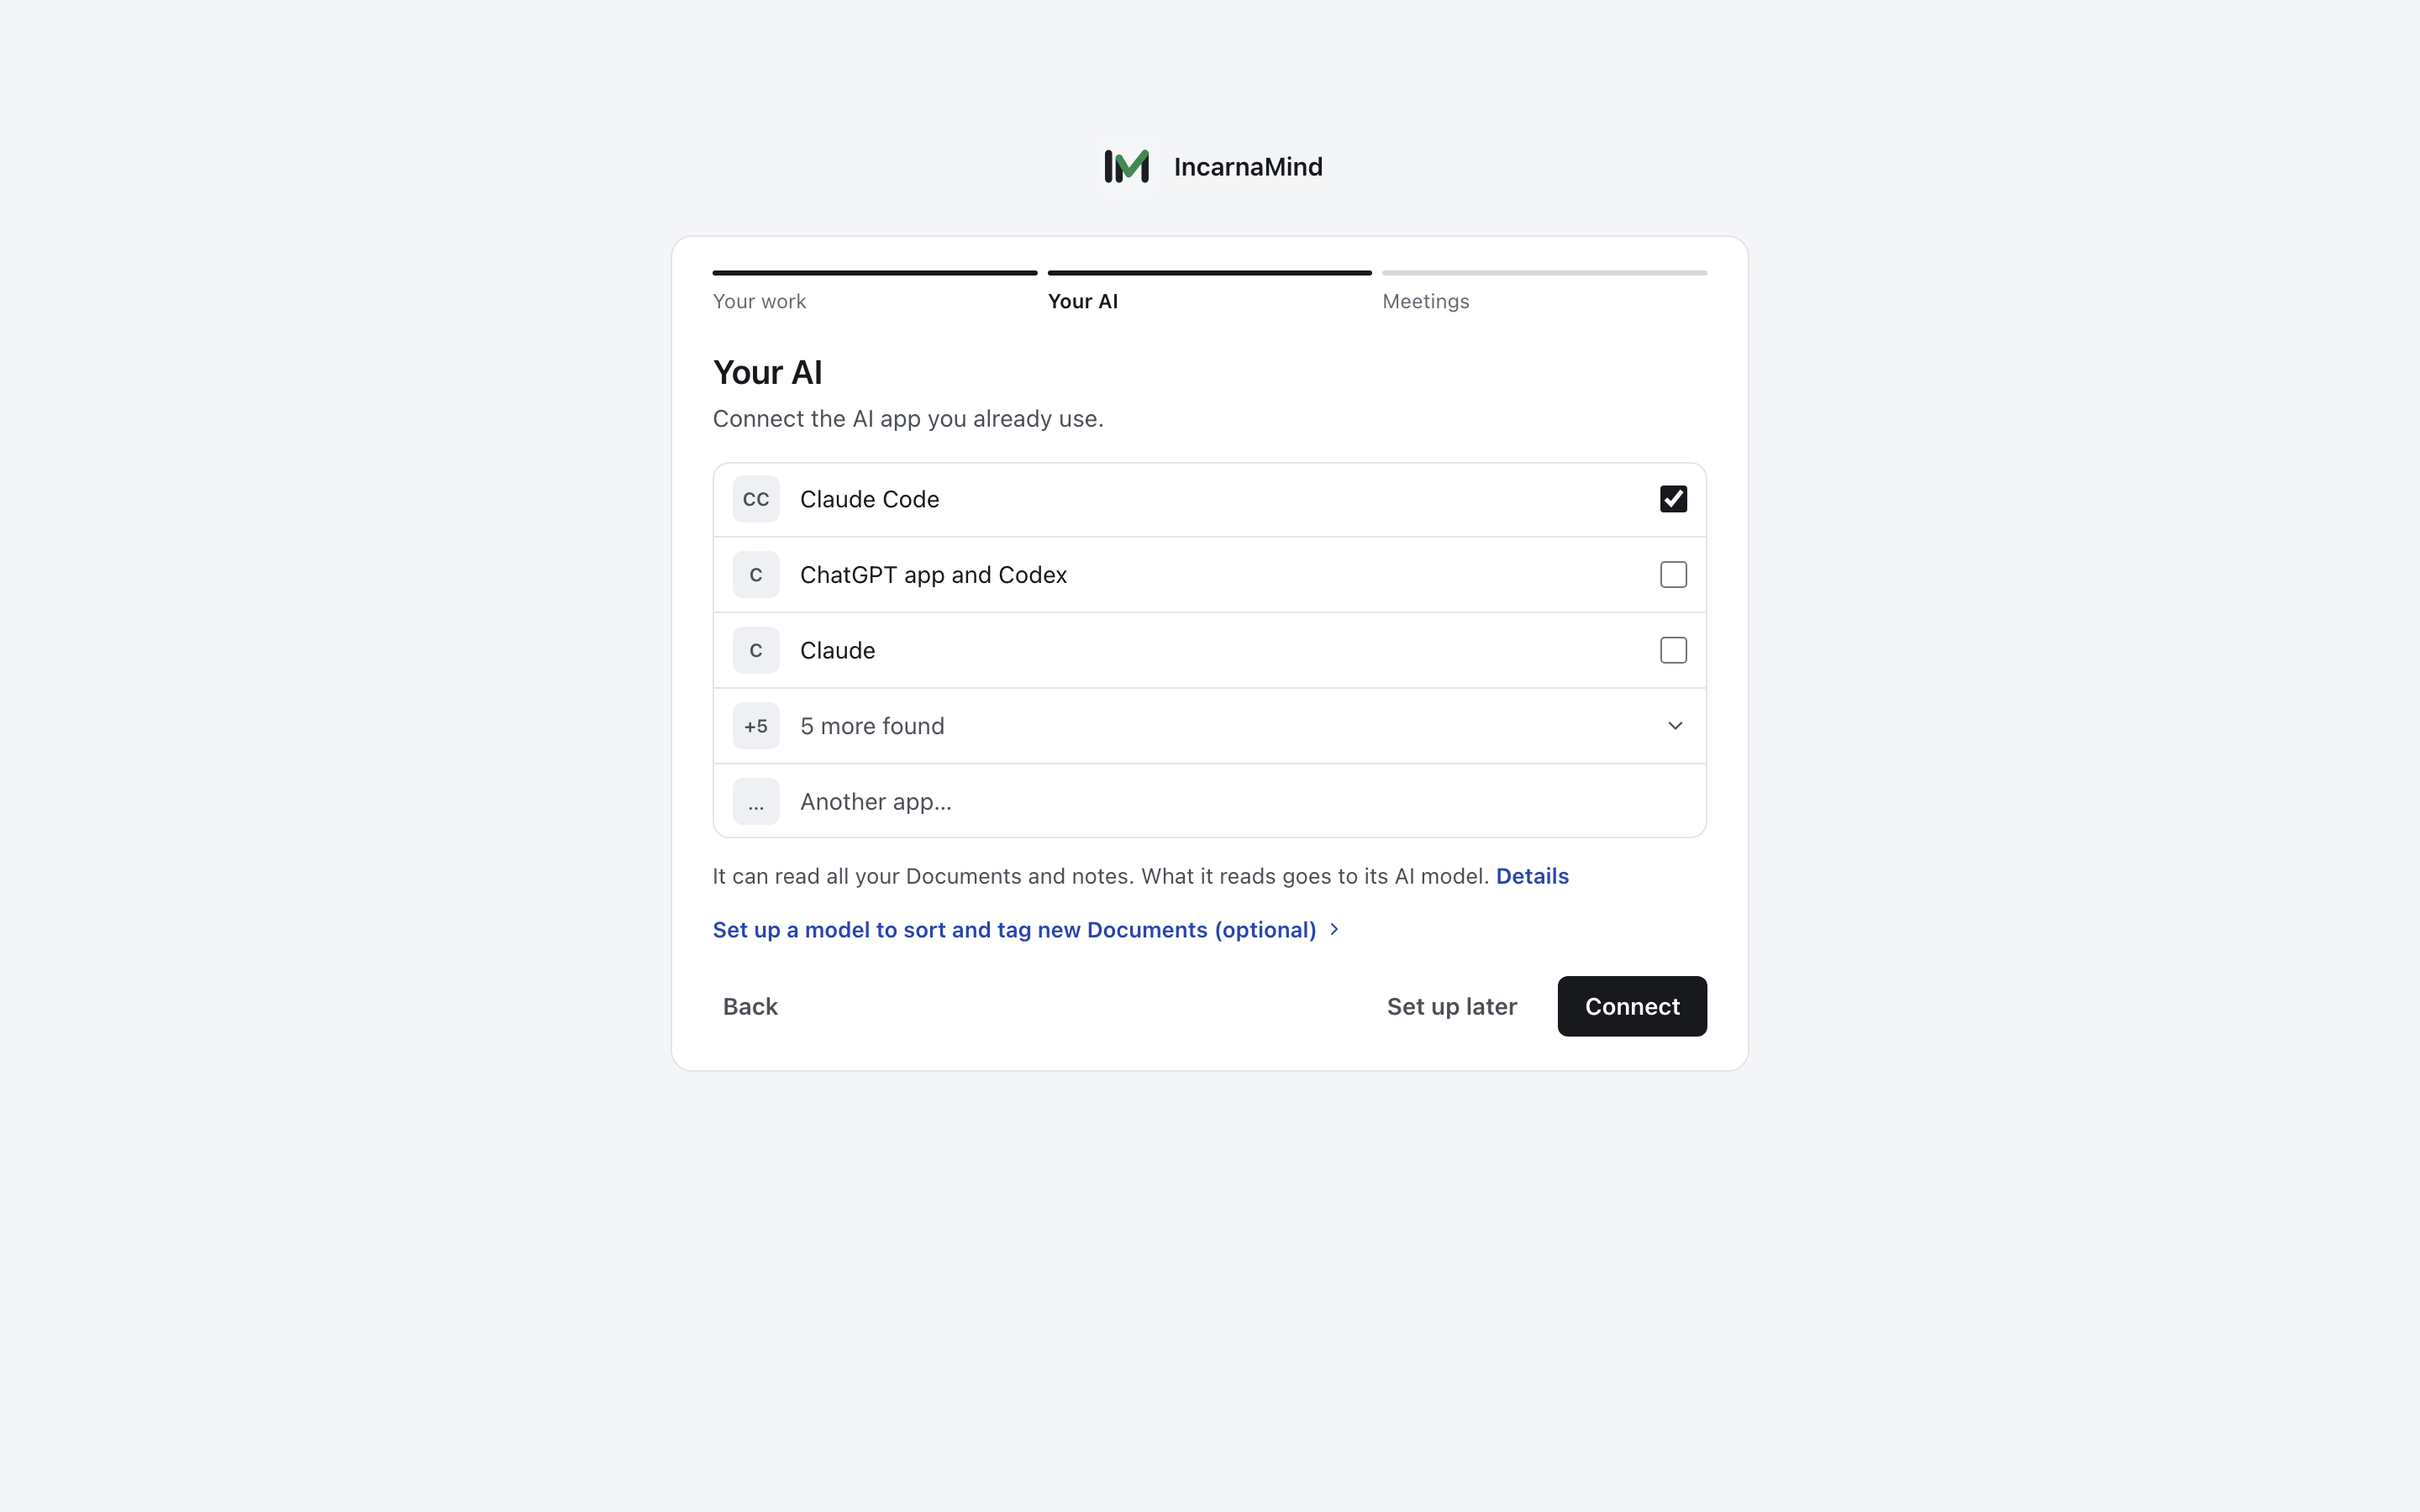 IncarnaMind
Your work
Your AI
Meetings
Your AI
Connect the AI app you already use.
CC Claude Code
C ChatGPT app and Codex
C Claude
+5 5 more found
... Another app...
It can read all your Documents and notes. What it reads goes to its AI model. Details
Set up a model to sort and tag new Documents (optional)
Back Set up later Connect